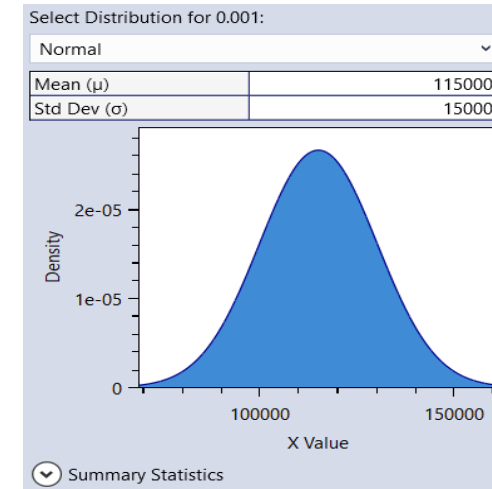 Select Distribution for 0.001:
Normal
Mean (μ) 115000
Std Dev (σ) 15000
2e-05
1e-05
0
Density
100000 150000
X Value
Summary Statistics